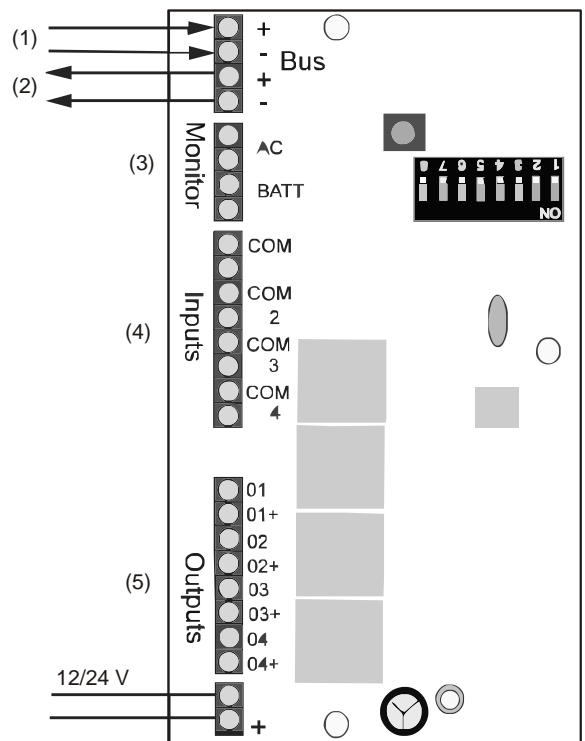 (1)
+
-
Bus
(2)
+
-
Monitor
(3)
AC
BATT
8 7 6 5 4 3 2 1
ON
Inputs
(4)
COM
COM
2
COM
3
COM
4
Outputs
(5)
01
01+
02
02+
03
03+
04
04+
12/24 V
+